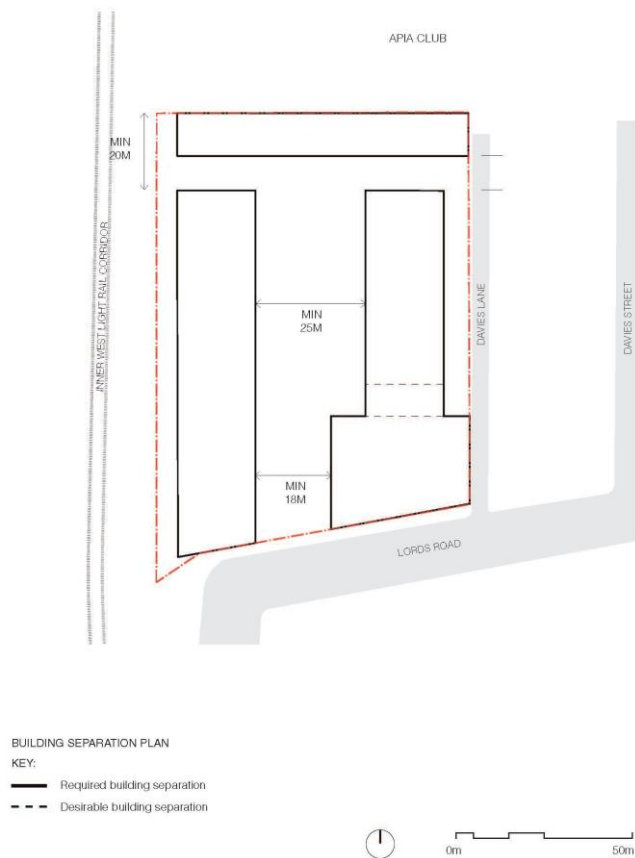 APIA CLUB
MIN
20M
INNER WEST LIGHT RAIL CORRIDOR
MIN
25M
DAVIES LANE
DAVIES STREET
MIN
18M
LORDS ROAD
BUILDING SEPARATION PLAN
KEY:
Required building separation
Desirable building separation
0m
50m